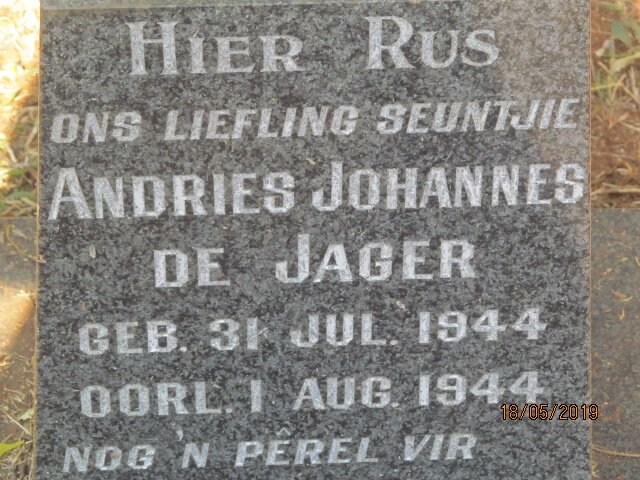 HIER RUS
ONS LIEFLING SEUNTJIE
ANDRIES JOHANNES
DE JAGER
GEB. 31 JUL. 1944
OORL. 1 AUG. 1944
18/05/2019
NOG 'N PÊREL VIR